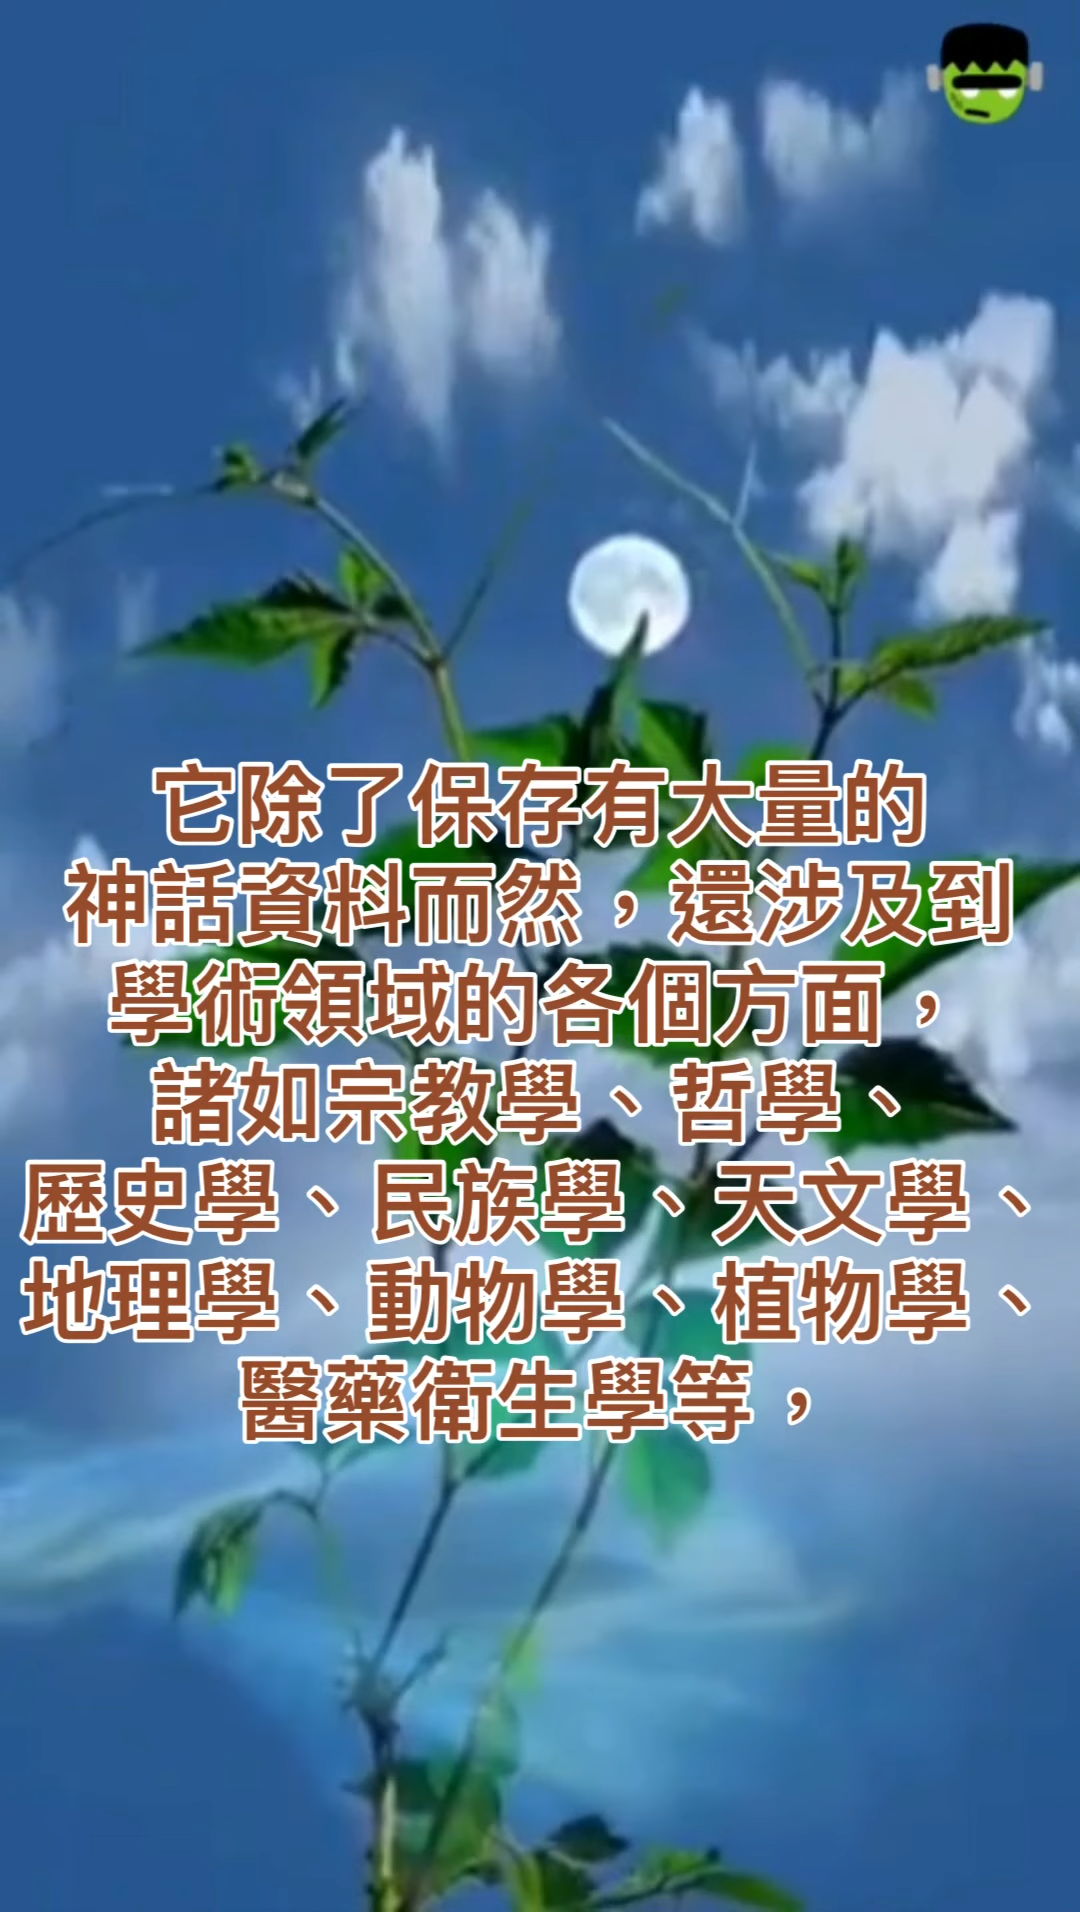 它除了保存有大量的
神話資料而然，還涉及到
學術領域的各個方面，
諸如宗教學、哲學、
歷史學、民族學、天文學、
地理學、動物學、植物學、
醫藥衛生學等，